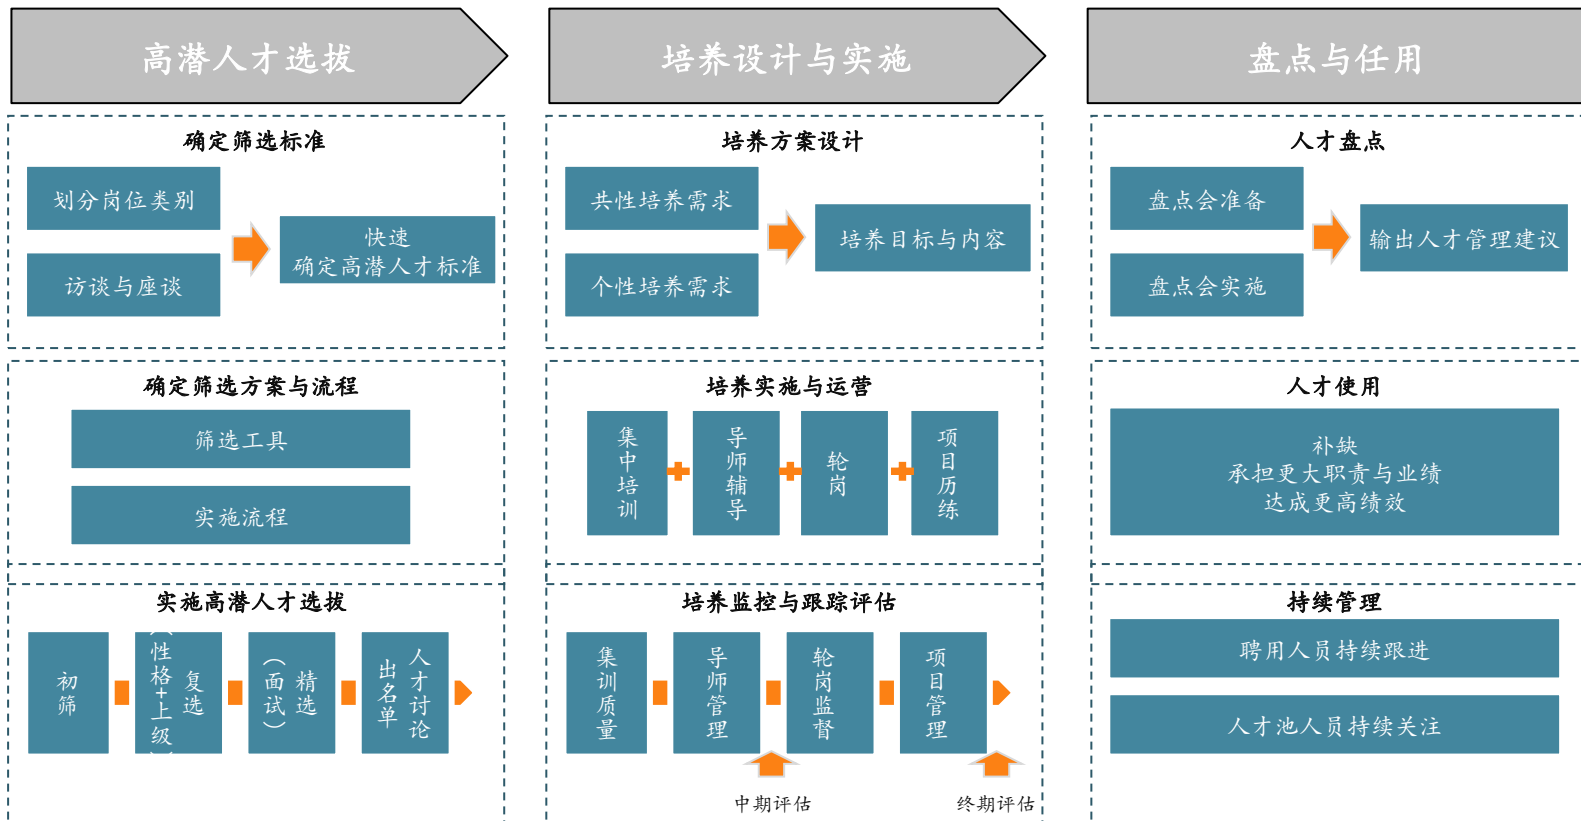 高潜人才选拔
确定筛选标准
划分岗位类别
访谈与座谈
快速
确定高潜人才标准
确定筛选方案与流程
筛选工具
实施流程
实施高潜人才选拔
初筛
复选
(性格+上级)
精选
(面试)
人才讨论
出名单
培养设计与实施
培养方案设计
共性培养需求
个性培养需求
培养目标与内容
培养实施与运营
集中培训
导师辅导
轮岗
项目历练
培养监控与跟踪评估
集训质量
导师管理
轮岗监督
项目管理
中期评估
终期评估
盘点与任用
人才盘点
盘点会准备
盘点会实施
输出人才管理建议
人才使用
补缺
承担更大职责与业绩
达成更高绩效
持续管理
聘用人员持续跟进
人才池人员持续关注